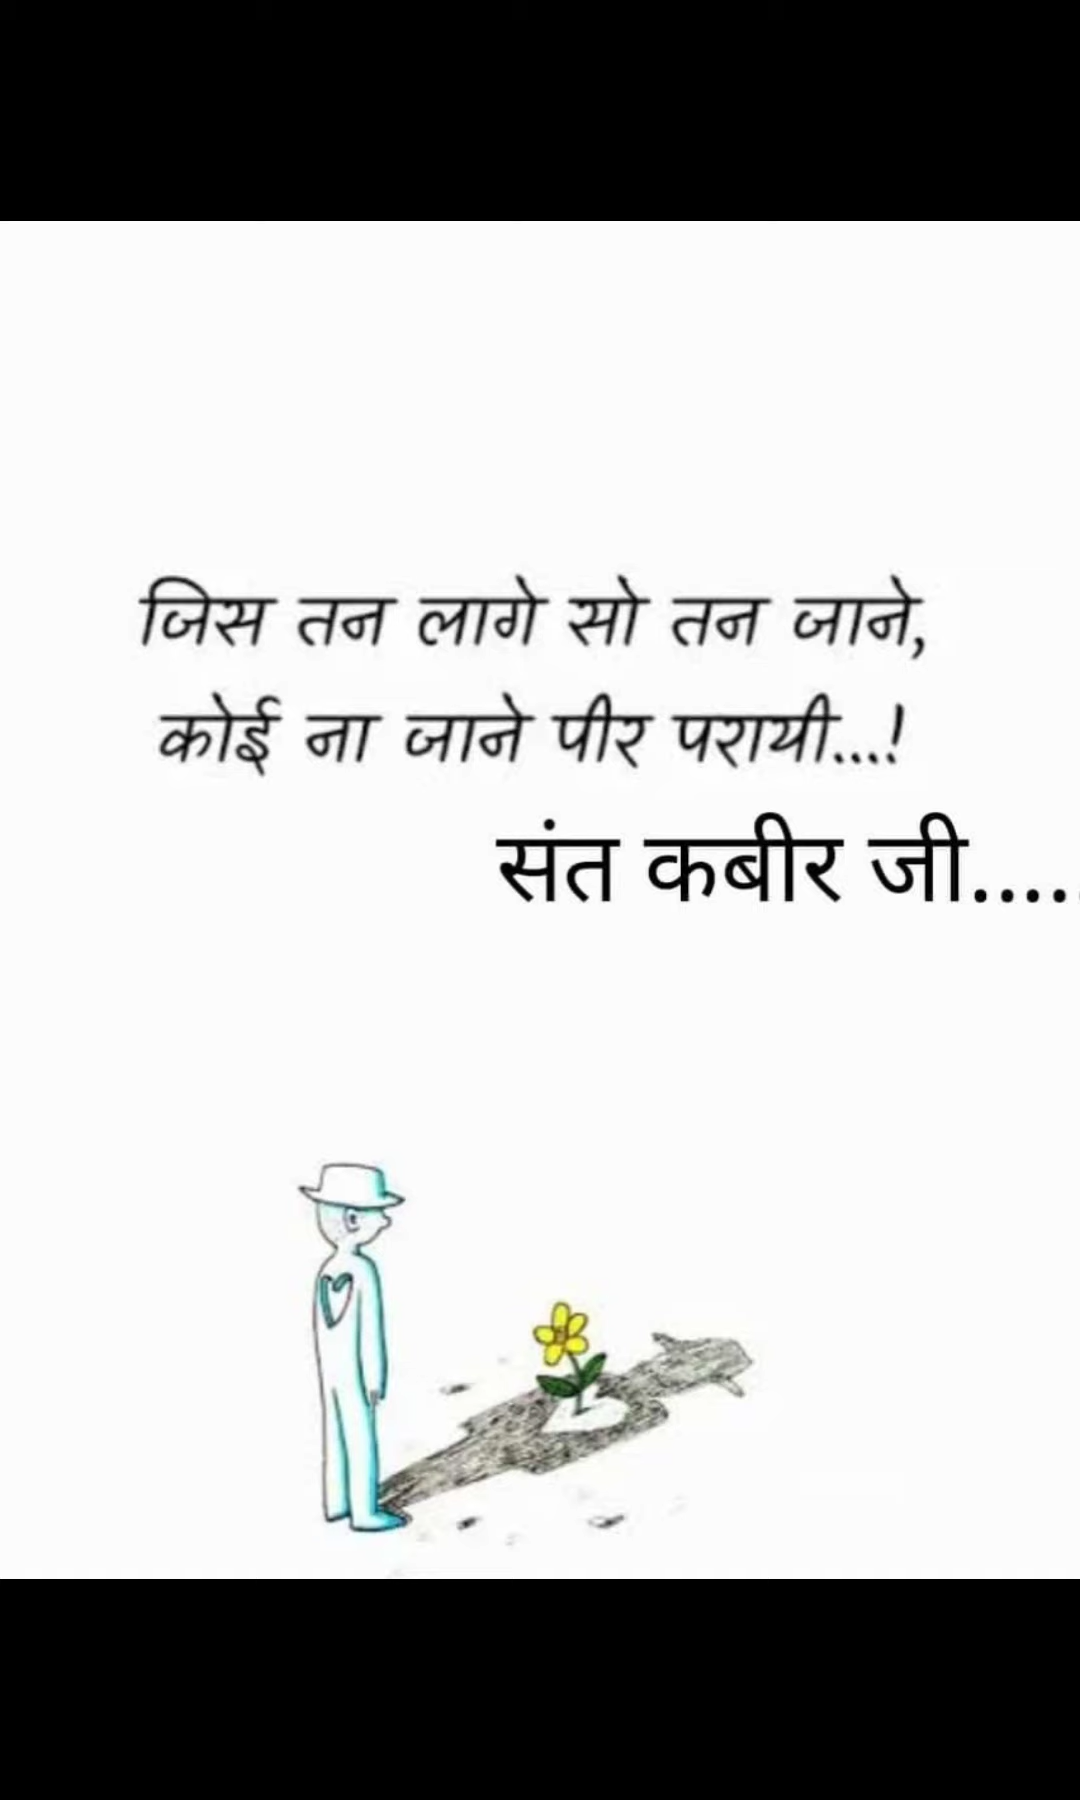 जिस तन लागे सो तन जाने,
कोई ना जाने पीर परायी...!
संत कबीर जी.....